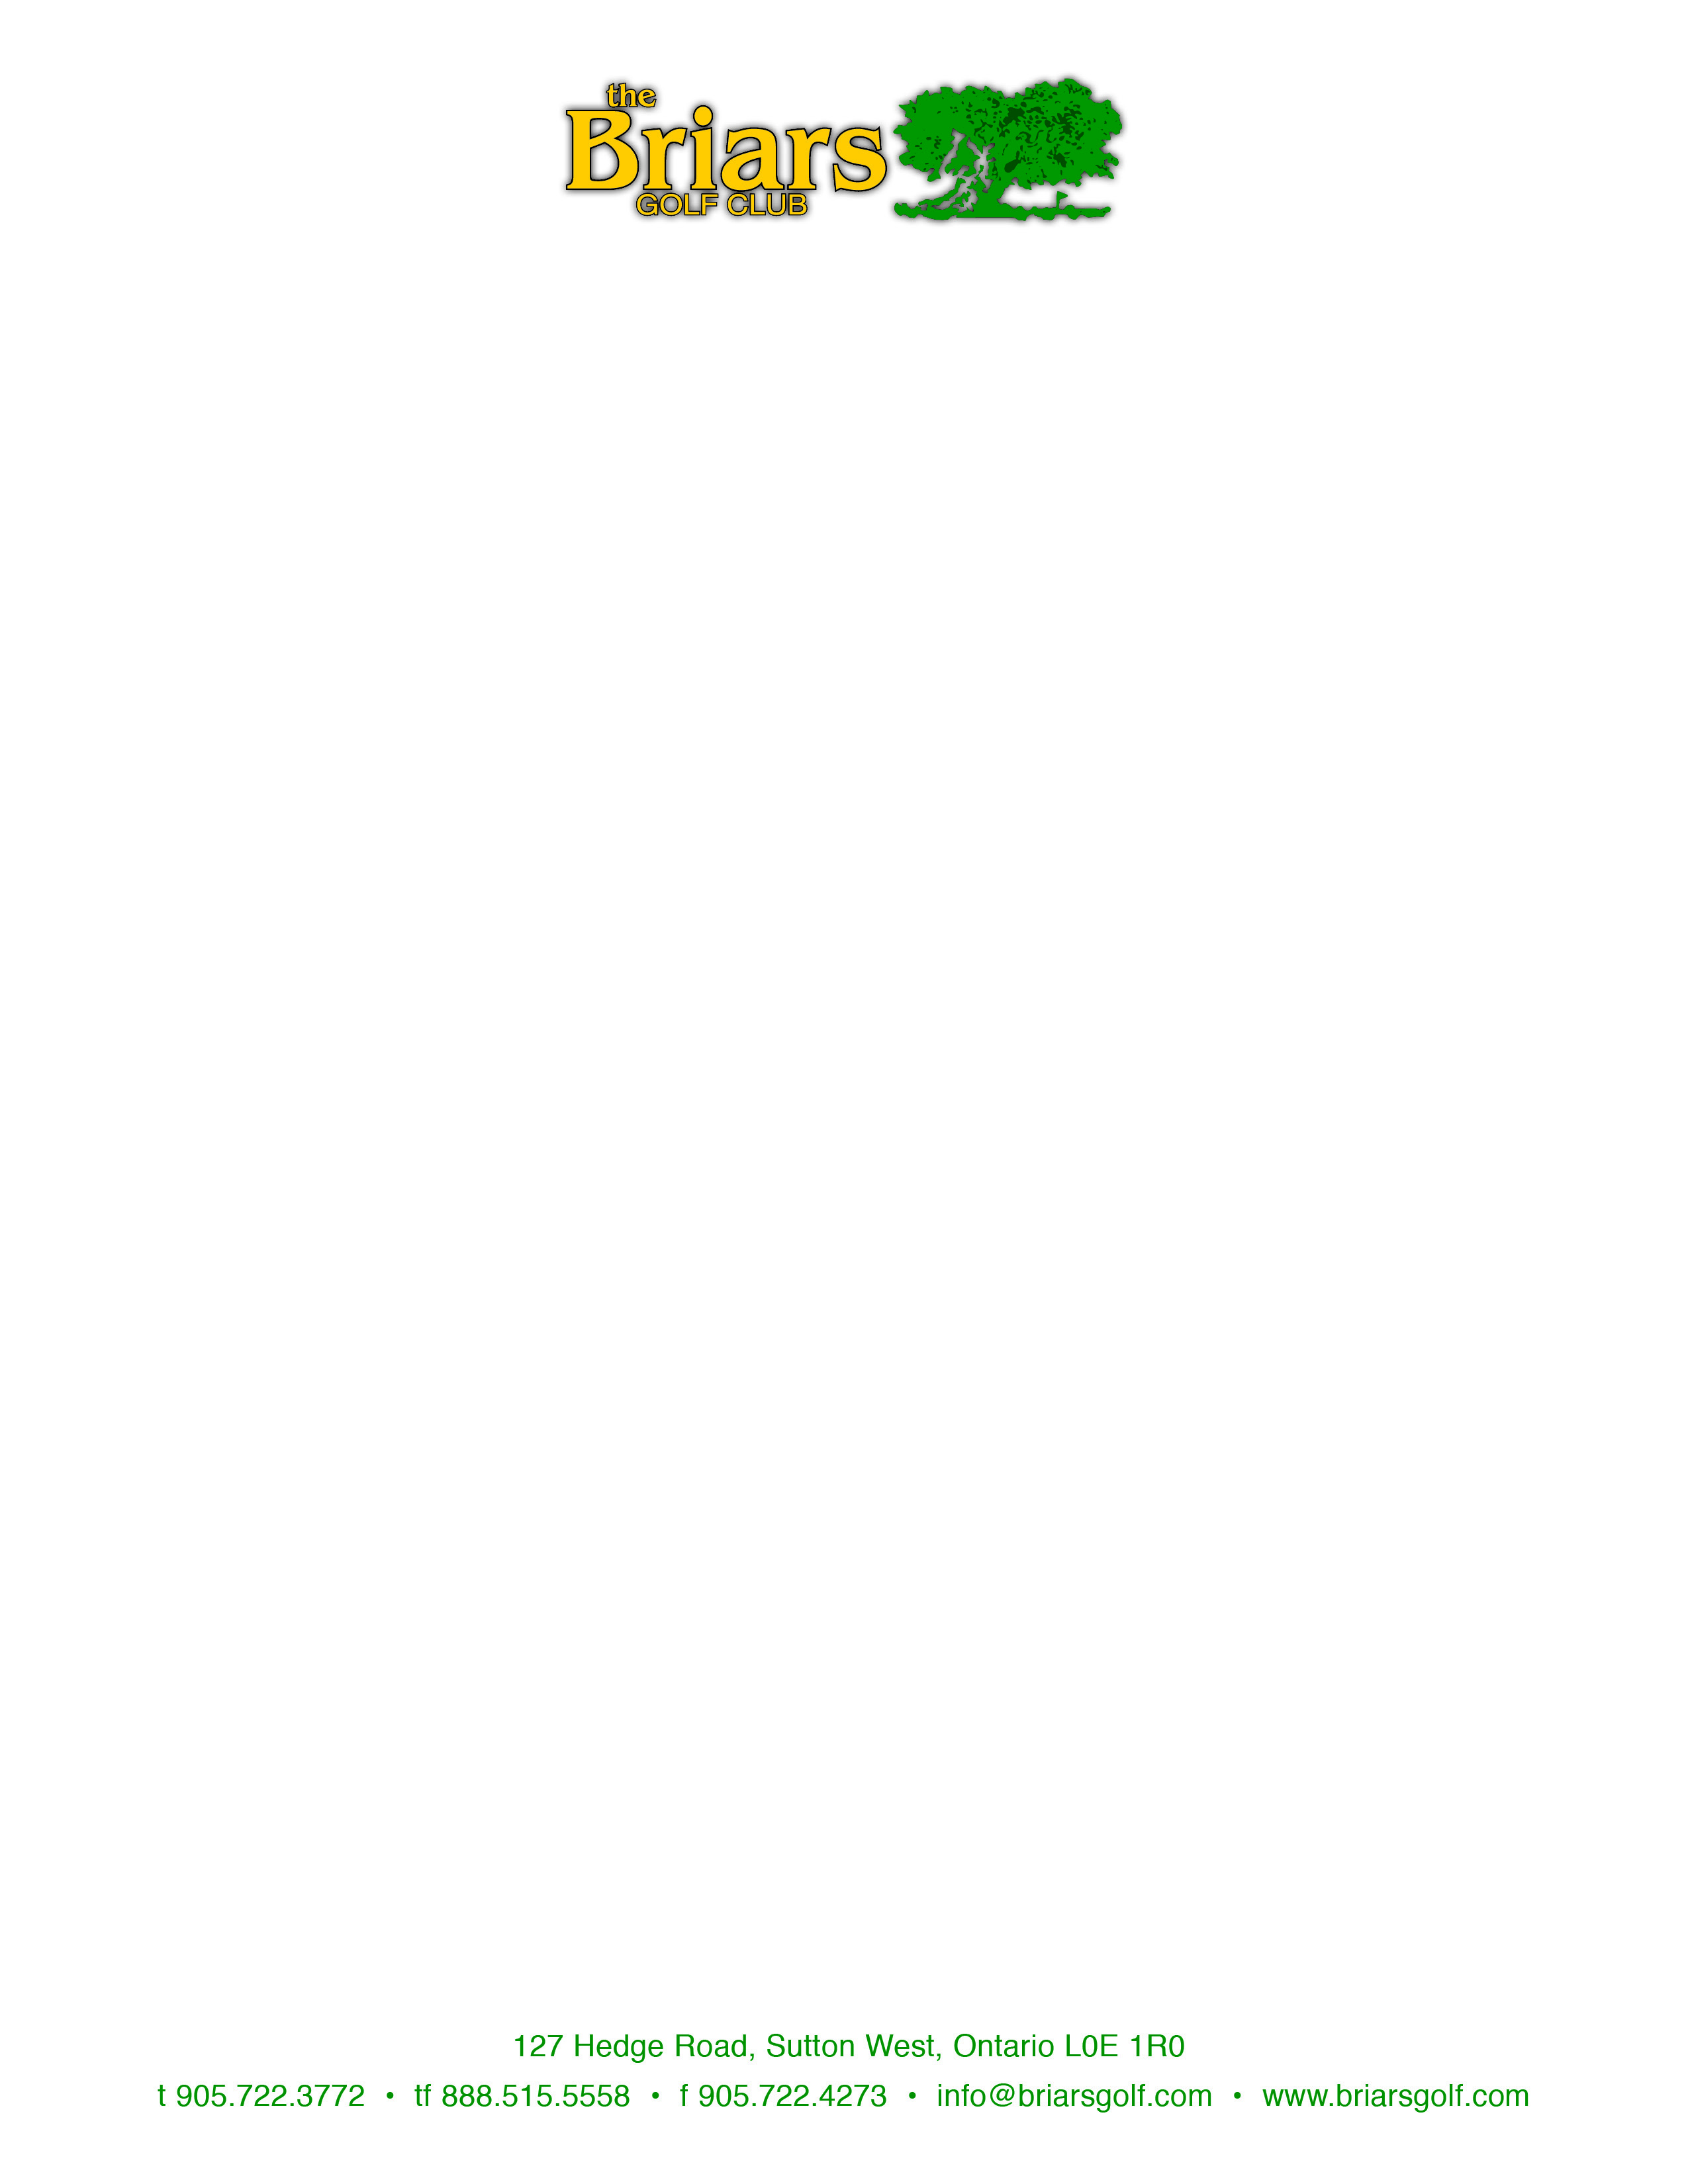 the
Briars
GOLF CLUB
127 Hedge Road, Sutton West, Ontario L0E 1R0
t 905.722.3772 • tf 888.515.5558 • f 905.722.4273 • info@briarsgolf.com • www.briarsgolf.com